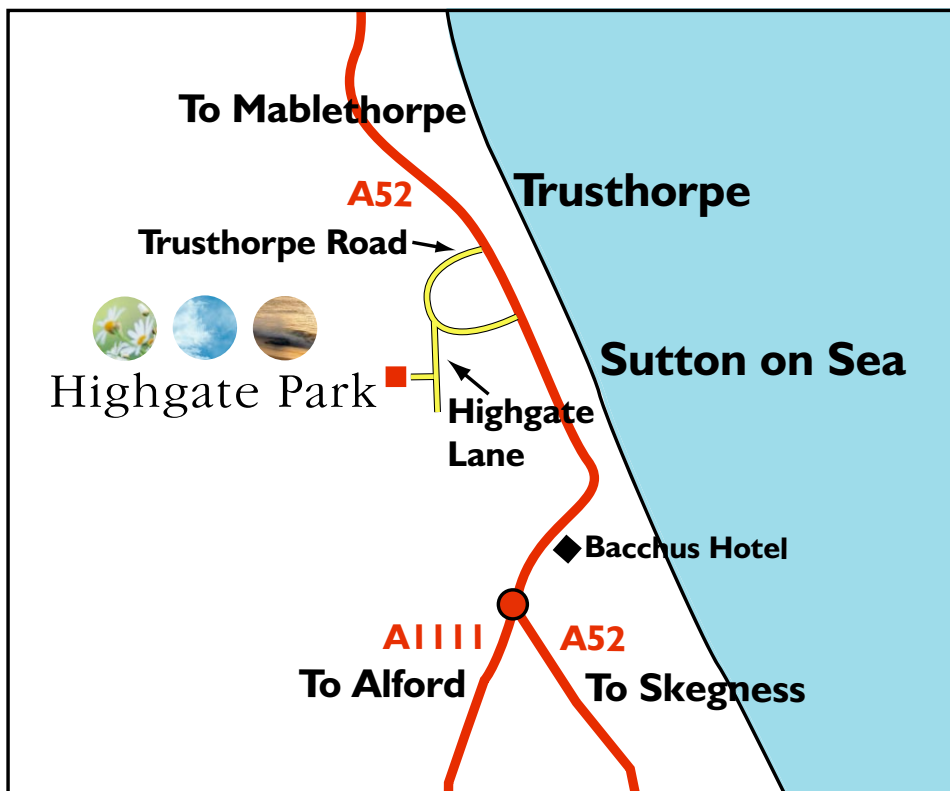 To Mablethorpe
A52
Trusthorpe
Trusthorpe Road
Sutton on Sea
Highgate Park
Highgate
Lane
Bacchus Hotel
A1111
A52
To Alford
To Skegness